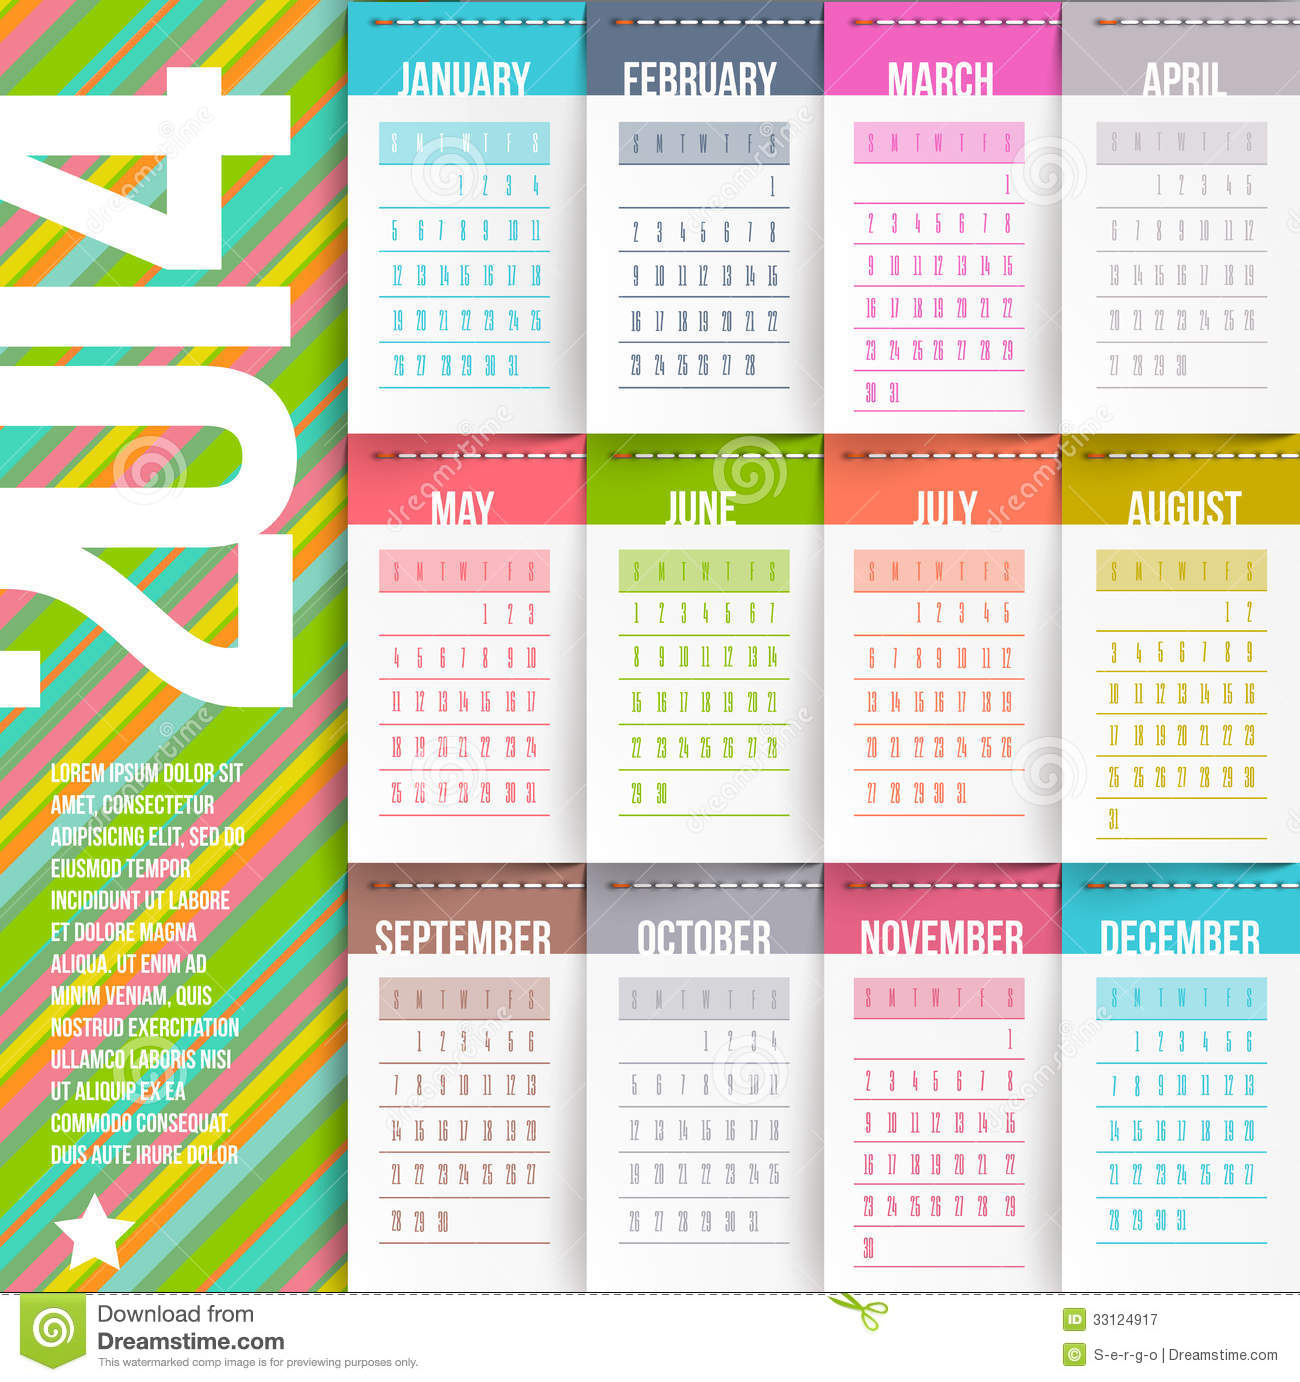 2014
LOREM IPSUM DOLOR SIT
AMET, CONSECTETUR
ADIPISICING ELIT, SED DO
EIUSMOD TEMPOR
INCIDIDUNT UT LABORE
ET DOLORE MAGNA
ALIQUA. UT ENIM AD
MINIM VENIAM, QUIS
NOSTRUD EXERCITATION
ULLAMCO LABORIS NISI
UT ALIQUIP EX EA
COMMODO CONSEQUAT.
DUIS AUTE IRURE DOLOR
JANUARY
S M T W T F S
1 2 3 4
5 6 7 8 9 10 11
12 13 14 15 16 17 18
19 20 21 22 23 24 25
26 27 28 29 30 31
FEBRUARY
S M T W T F S
1
2 3 4 5 6 7 8
9 10 11 12 13 14 15
16 17 18 19 20 21 22
23 24 25 26 27 28
MARCH
S M T W T F S
1
2 3 4 5 6 7 8
9 10 11 12 13 14 15
16 17 18 19 20 21 22
23 24 25 26 27 28 29
30 31
APRIL
S M T W T F S
1 2 3 4 5
6 7 8 9 10 11 12
13 14 15 16 17 18 19
20 21 22 23 24 25 26
27 28 29 30
MAY
S M T W T F S
1 2 3
4 5 6 7 8 9 10
11 12 13 14 15 16 17
18 19 20 21 22 23 24
25 26 27 28 29 30 31
JUNE
S M T W T F S
1 2 3 4 5 6 7
8 9 10 11 12 13 14
15 16 17 18 19 20 21
22 23 24 25 26 27 28
29 30
JULY
S M T W T F S
1 2 3 4 5
6 7 8 9 10 11 12
13 14 15 16 17 18 19
20 21 22 23 24 25 26
27 28 29 30 31
AUGUST
S M T W T F S
1 2
3 4 5 6 7 8 9
10 11 12 13 14 15 16
17 18 19 20 21 22 23
25 25 26 27 28 29 30
31
SEPTEMBER
S M T W T F S
1 2 3 4 5 6
7 8 9 10 11 12 13
14 15 16 17 18 19 20
21 22 23 24 25 26 27
28 29 30
OCTOBER
S M T W T F S
1 2 3 4
5 6 7 8 9 10 11
12 13 14 15 16 17 18
19 20 21 22 23 24 25
26 27 28 29 30 31
NOVEMBER
S M T W T F S
1
2 3 4 5 6 7 8
9 10 11 12 13 14 15
16 17 18 19 20 21 22
23 24 25 26 27 28 29
30
DECEMBER
S M T W T F S
1 2 3 4 5 6
7 8 9 10 11 12 13
14 15 16 17 18 19 20
21 22 23 24 25 26 27
28 29 30 31
Download from
Dreamstime.com
This watermarked comp image is for previewing purposes only.
ID 33124917
© S-e-r-g-o | Dreamstime.com